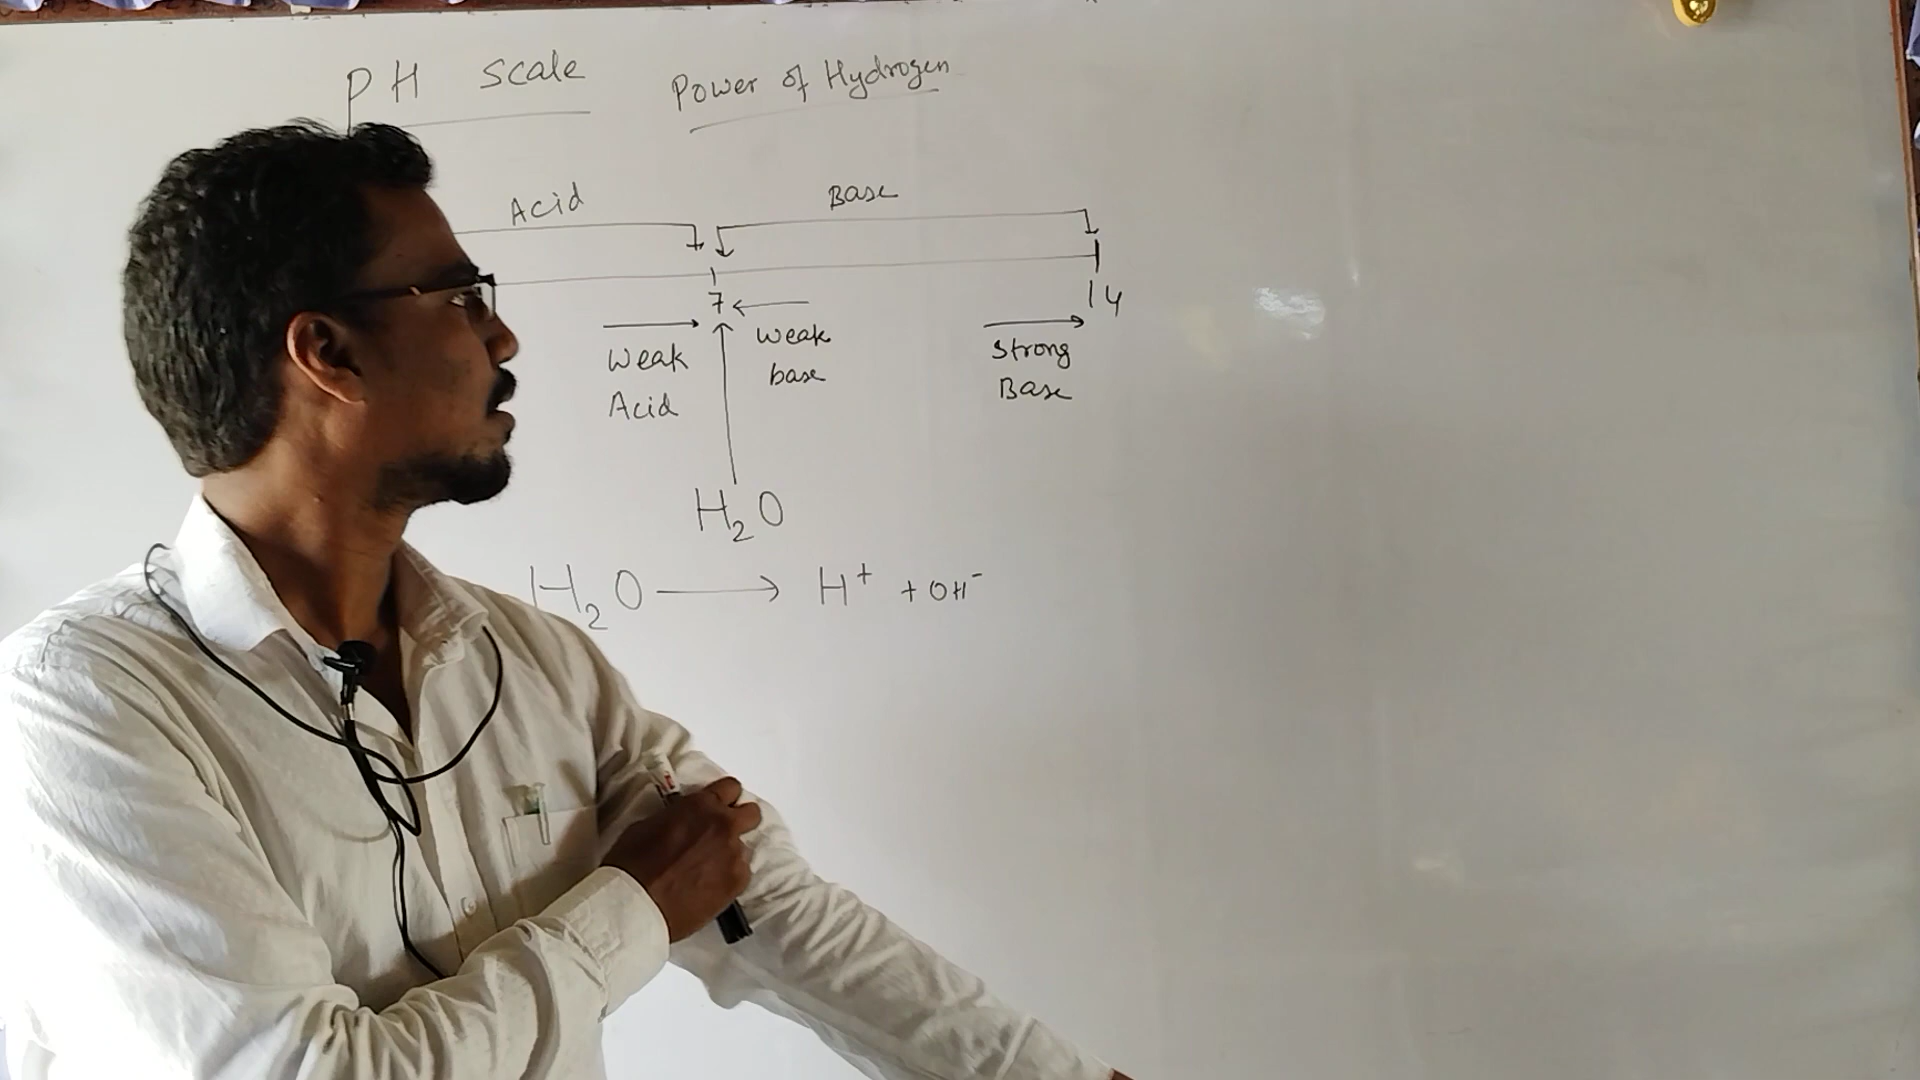 PH Scale Power of Hydrogen
Acid Base
7 14
Weak Acid
Weak base
Strong Base
H₂O
H₂O ⟶ H⁺ + OH⁻